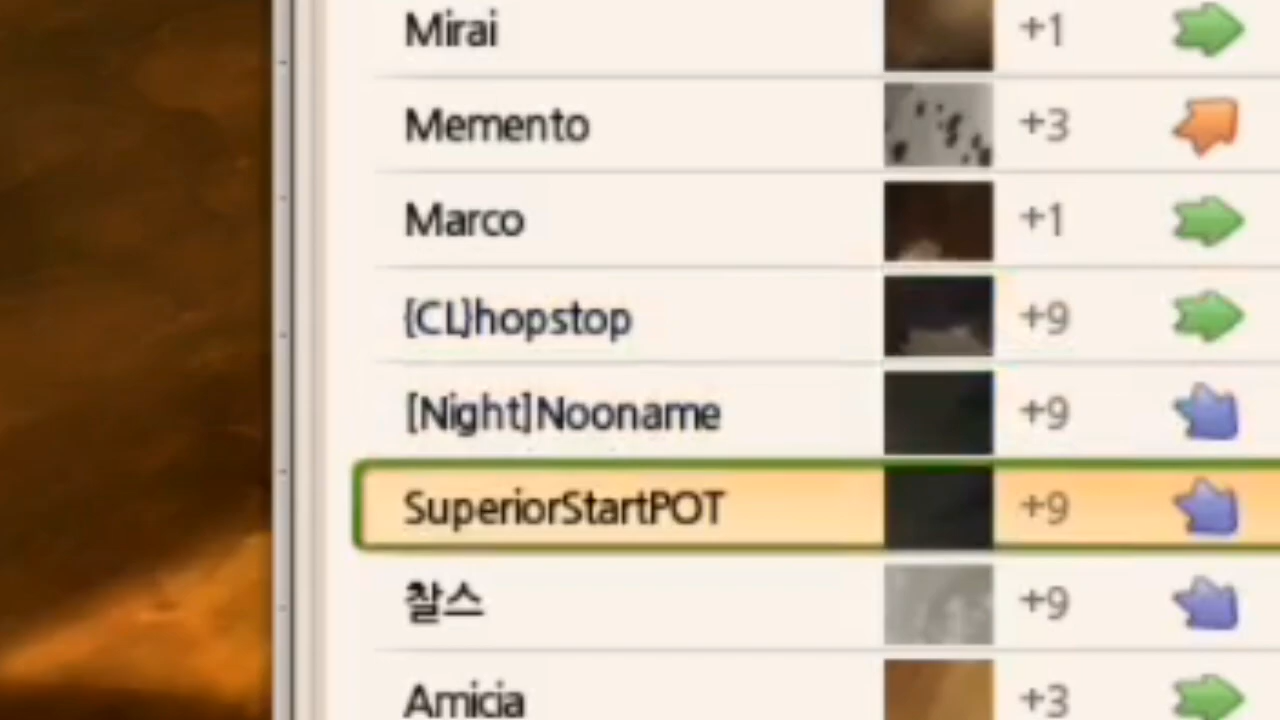 Mirai +1
Memento +3
Marco +1
{CL}hopstop +9
[Night]Nooname +9
SuperiorStartPOT +9
찰스 +9
Amicia +3